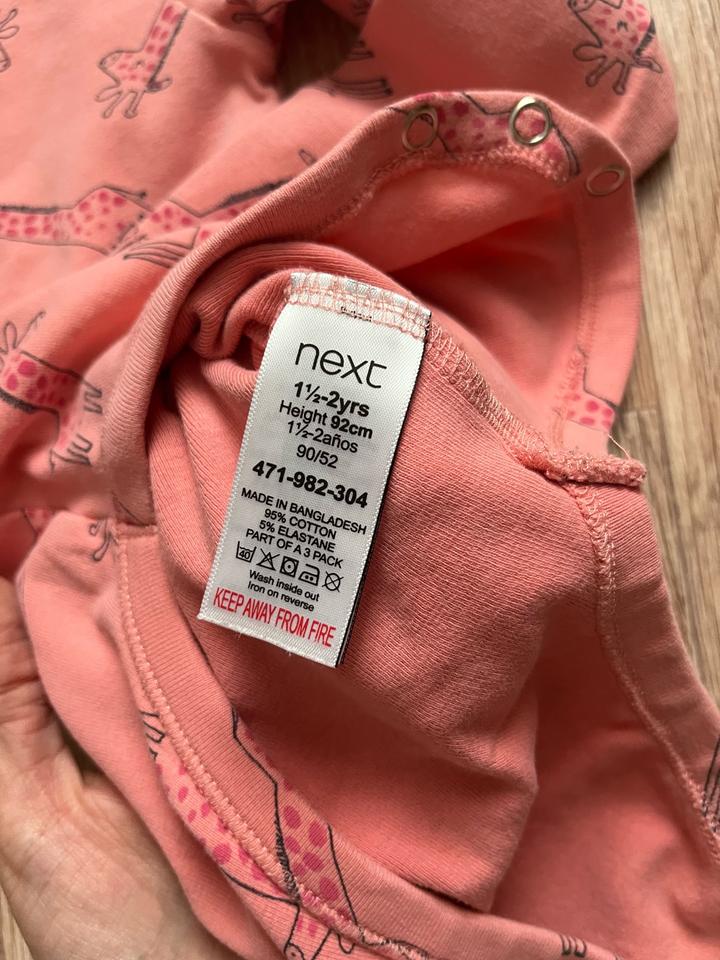 next
1½-2yrs
Height 92cm
1½-2años
90/52
471-982-304
MADE IN BANGLADESH
95% COTTON
5% ELASTANE
PART OF A 3 PACK
40
Wash inside out
Iron on reverse
KEEP AWAY FROM FIRE